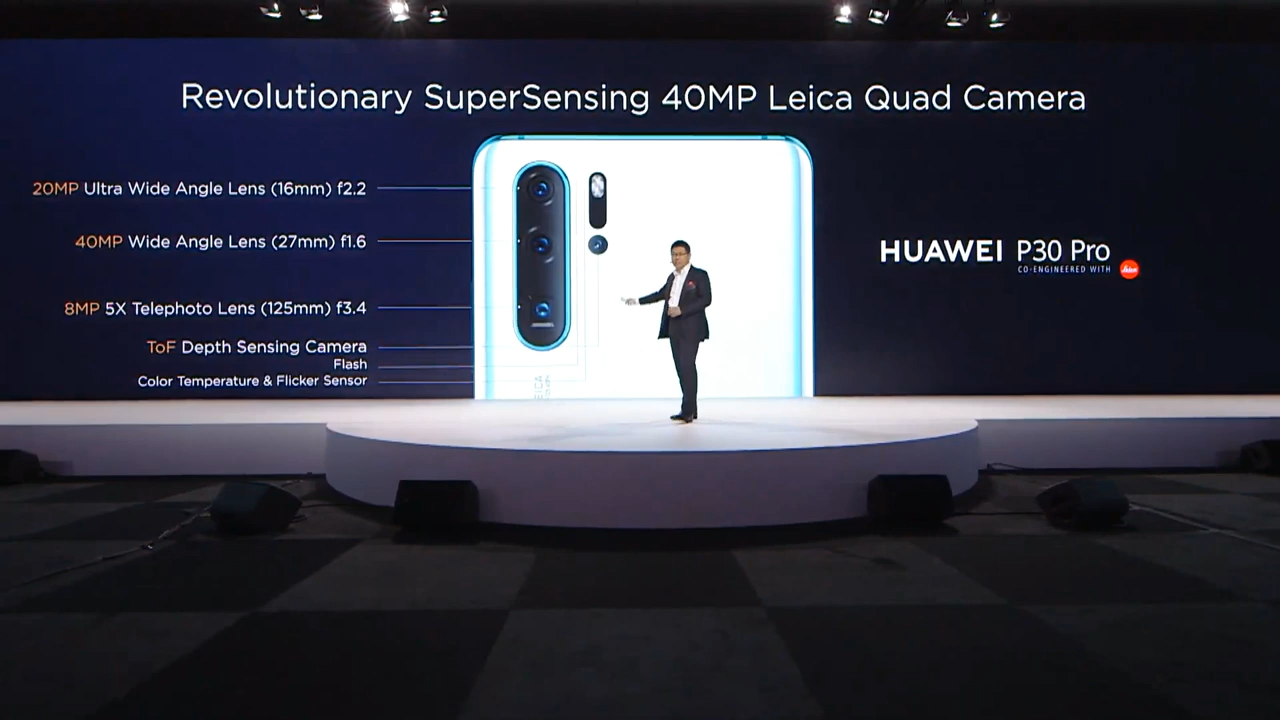 Revolutionary SuperSensing 40MP Leica Quad Camera
20MP Ultra Wide Angle Lens (16mm) f2.2
40MP Wide Angle Lens (27mm) f1.6
8MP 5X Telephoto Lens (125mm) f3.4
ToF Depth Sensing Camera
Flash
Color Temperature & Flicker Sensor
HUAWEI P30 Pro
CO-ENGINEERED WITH
Leica